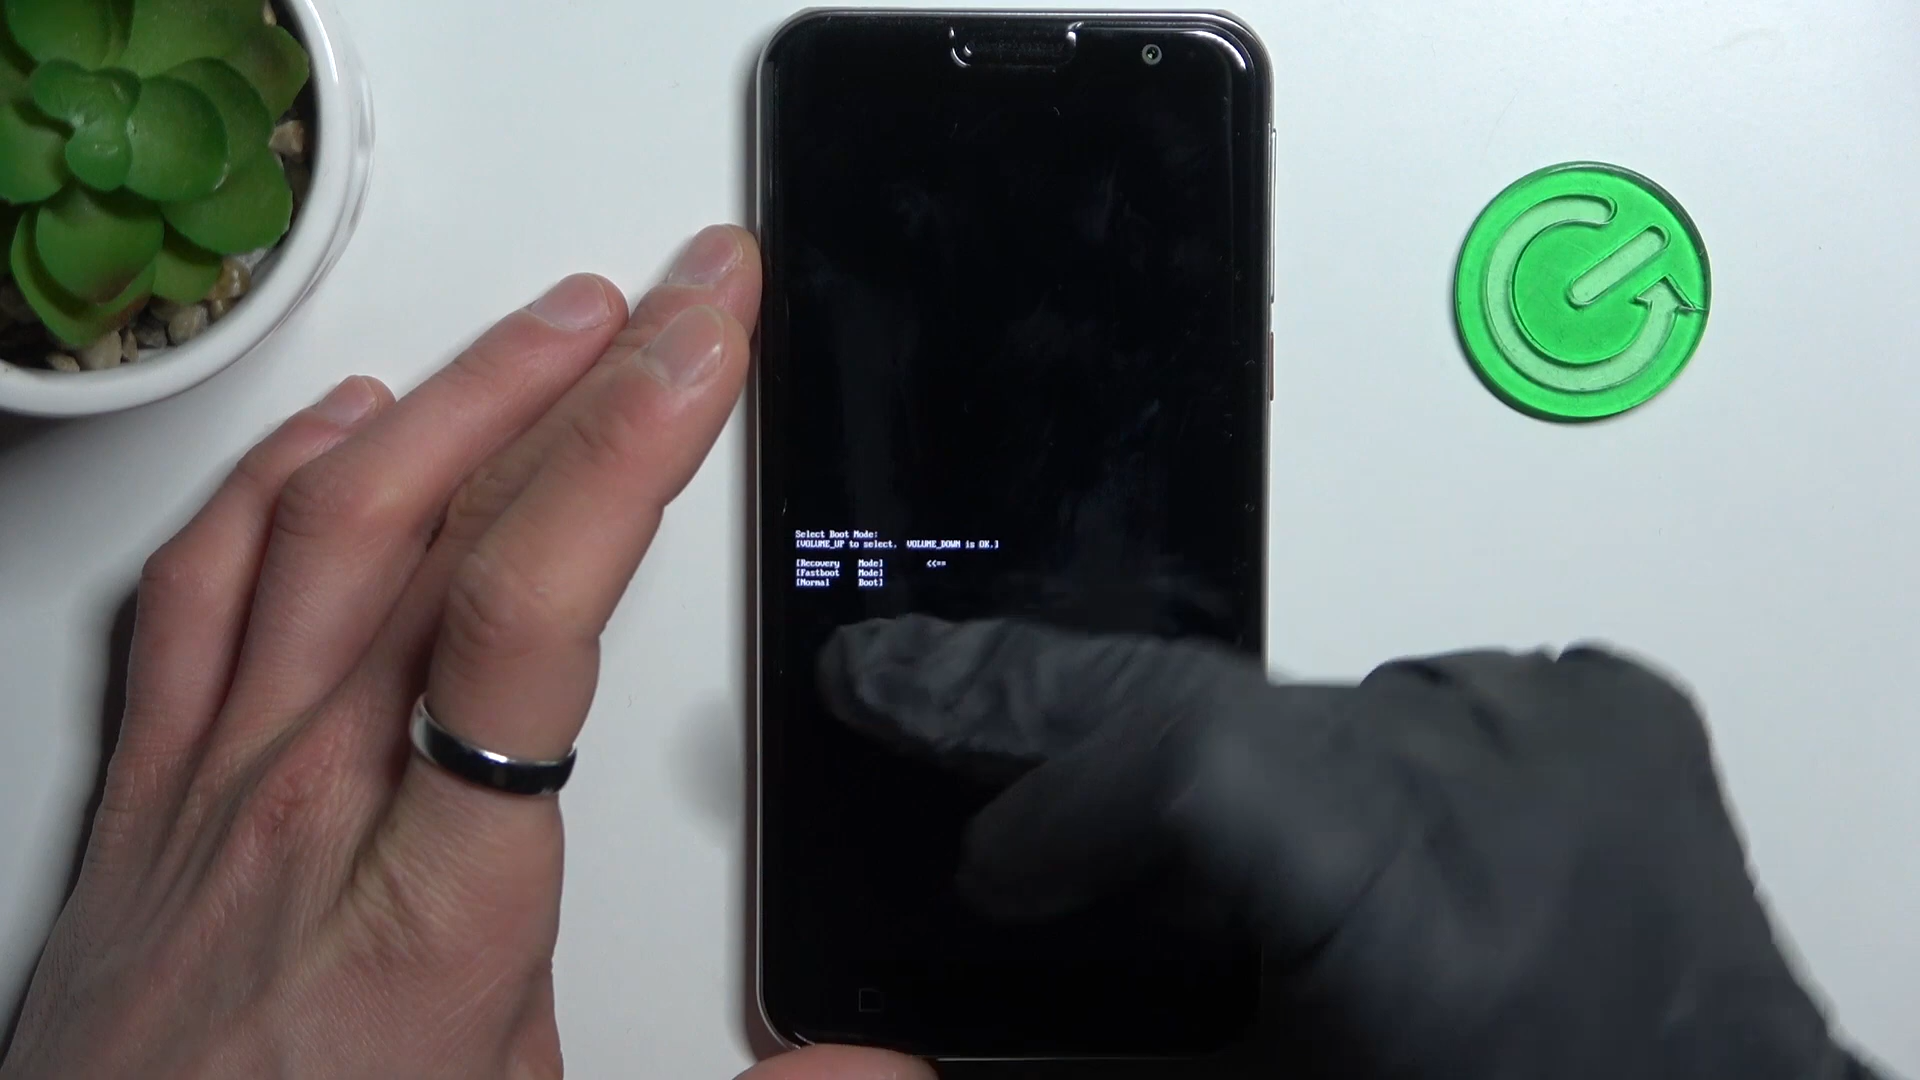 Select Boot Mode:
[VOLUME_UP to select.  VOLUME_DOWN is OK.]
[Recovery    Mode]         <<==
[Fastboot    Mode]
[Normal      Boot]